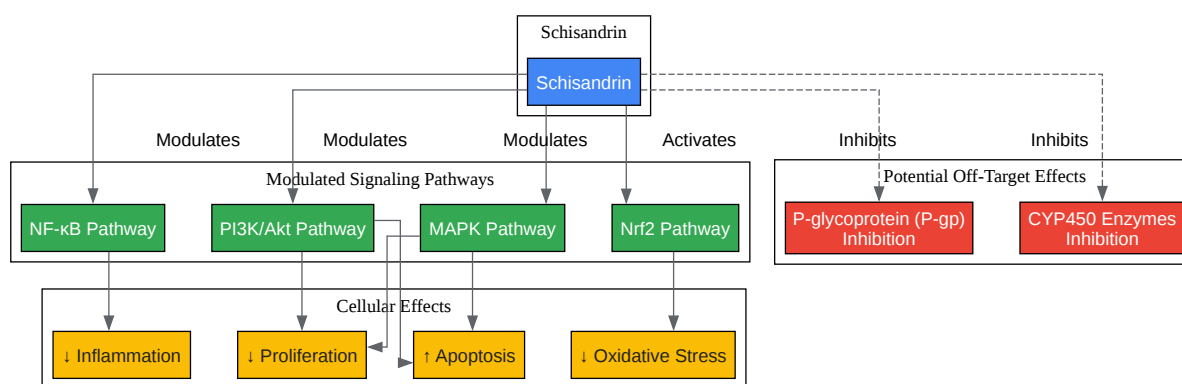 Schisandrin
Schisandrin
Modulates
Modulates
Modulates
Activates
Inhibits
Inhibits
Modulated Signaling Pathways
Potential Off-Target Effects
NF-κB Pathway
PI3K/Akt Pathway
MAPK Pathway
Nrf2 Pathway
P-glycoprotein (P-gp)
Inhibition
CYP450 Enzymes
Inhibition
Cellular Effects
↓ Inflammation
↓ Proliferation
↑ Apoptosis
↓ Oxidative Stress